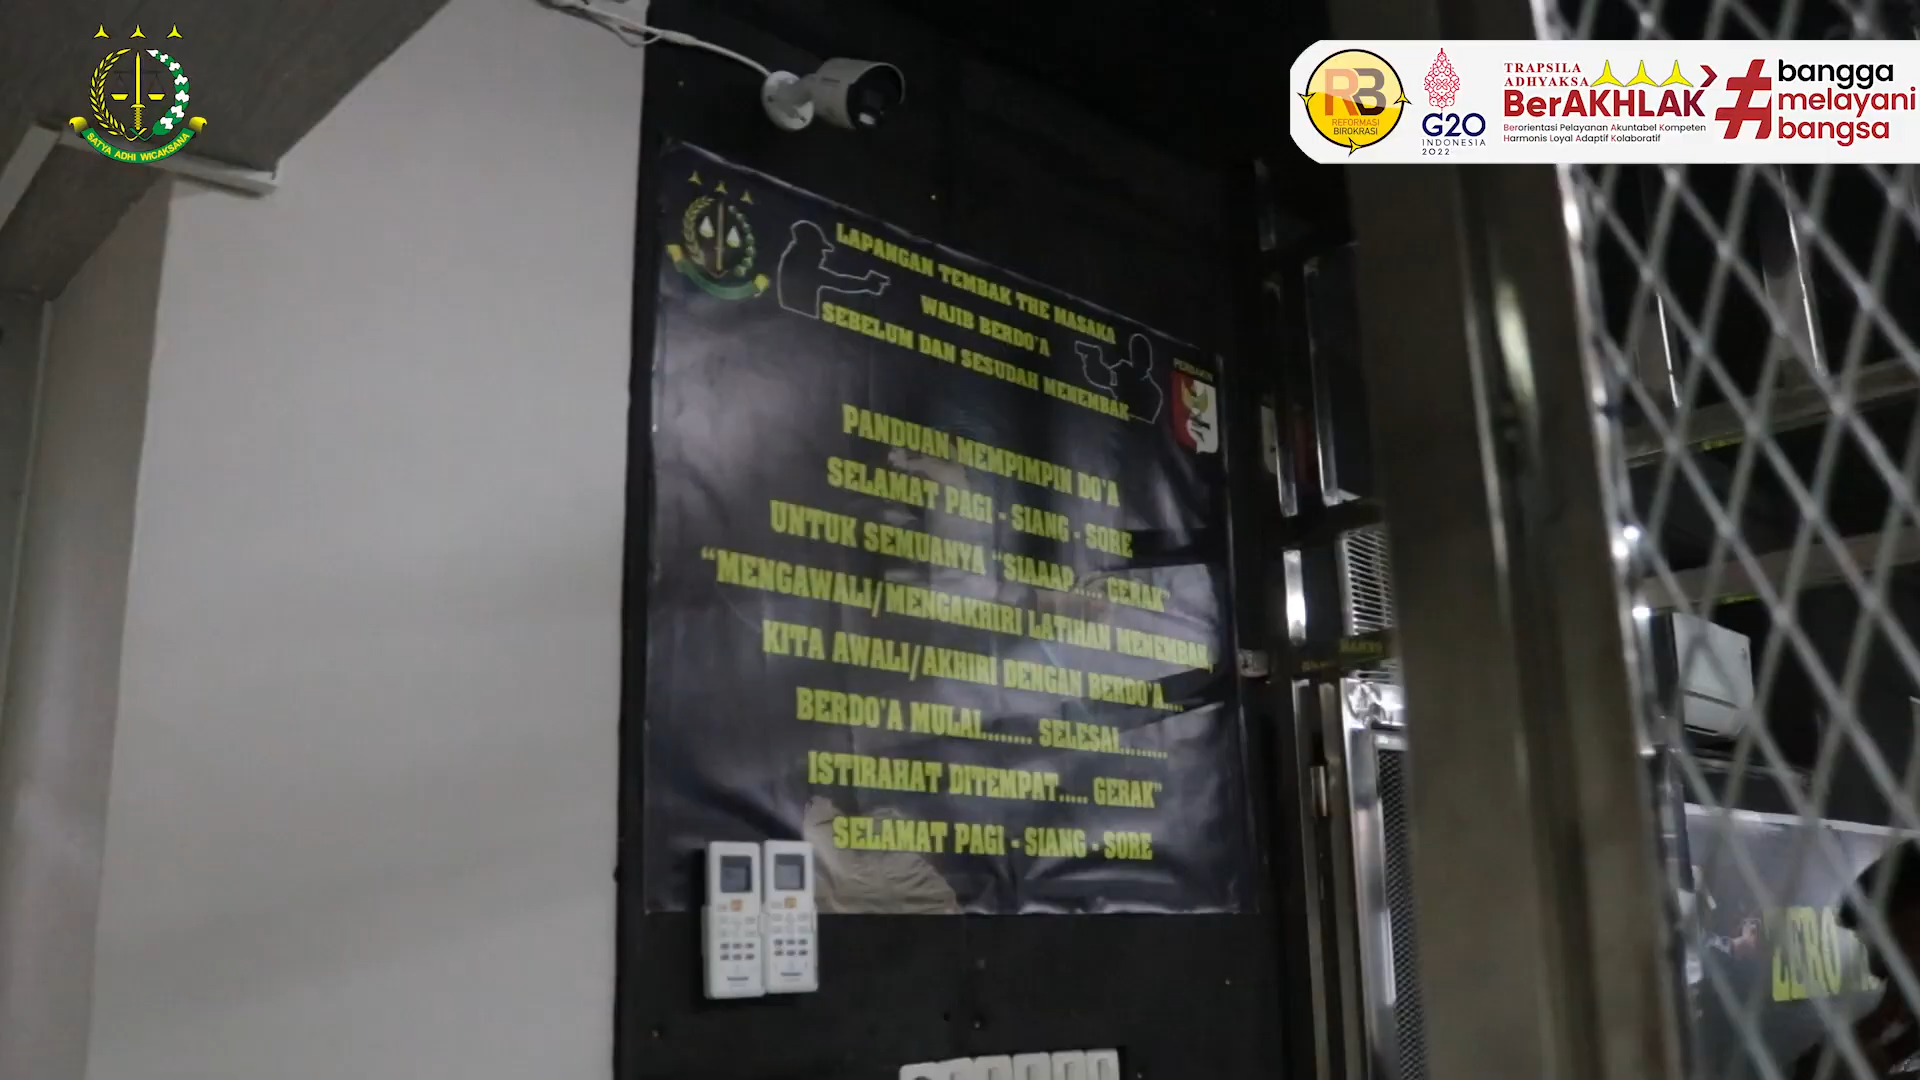 SATYA ADHI WICAKSANA
REFORMASI
BIROKRASI
G20
INDONESIA
2022
TRAPSILA
ADHYAKSA
BerAKHLAK
Berorientasi Pelayanan Akuntabel Kompeten
Harmonis Loyal Adaptif Kolaboratif
#bangga
melayani
bangsa
LAPANGAN TEMBAK THE MASAKA
WAJIB BERDO'A
SEBELUM DAN SESUDAH MENEMBAK
PERBAKIN
PANDUAN MEMPIMPIN DO'A
SELAMAT PAGI - SIANG - SORE
UNTUK SEMUANYA "SIAAAP..... GERAK"
"MENGAWALI/MENGAKHIRI LATIHAN MENEMBAK,
KITA AWALI/AKHIRI DENGAN BERDO'A....
BERDO'A MULAI........ SELESAI.........
ISTIRAHAT DITEMPAT..... GERAK"
SELAMAT PAGI - SIANG - SORE
ZERO